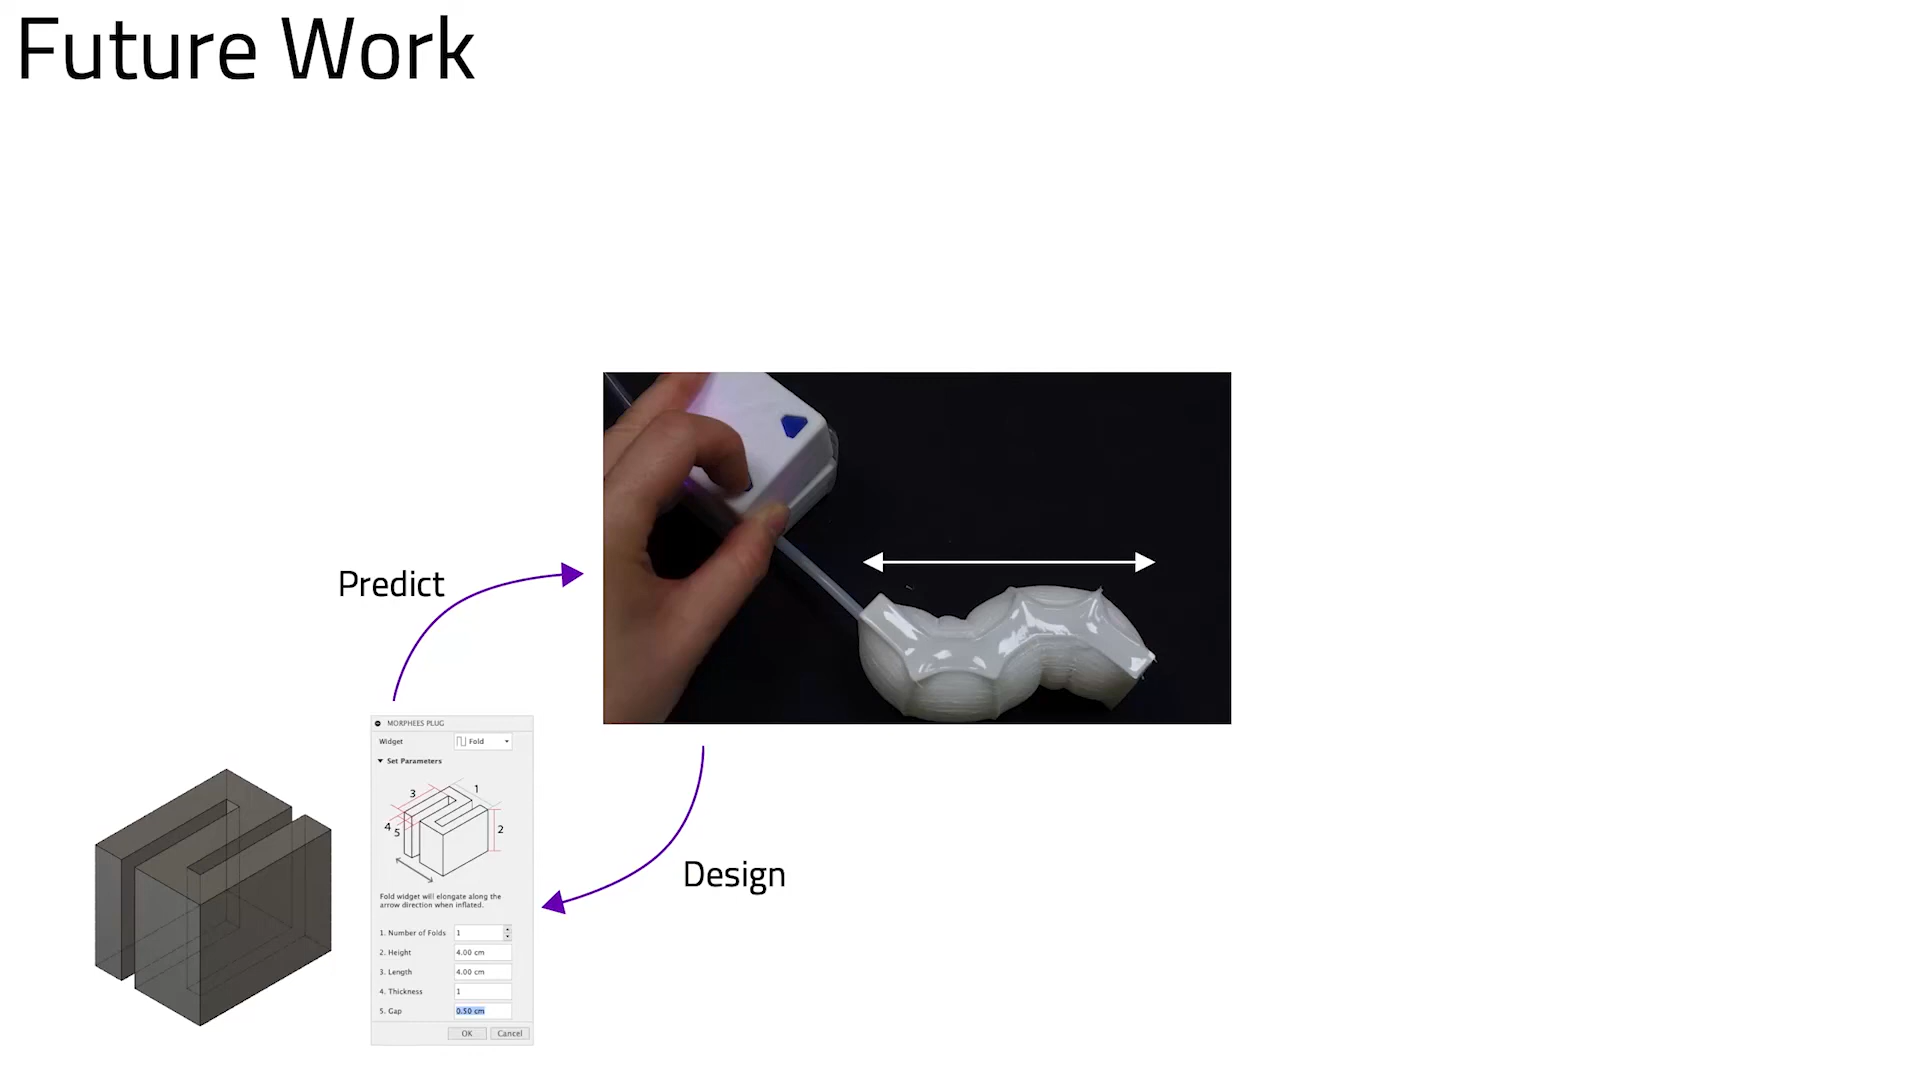 Future Work
Predict
MORPHEES PLUG
Widget
Fold
Set Parameters
3
1
4
5
2
Fold widget will elongate along the
arrow direction when inflated.
1. Number of Folds 1
2. Height 4.00 cm
3. Length 4.00 cm
4. Thickness 1
5. Gap 0.50 cm
OK Cancel
Design